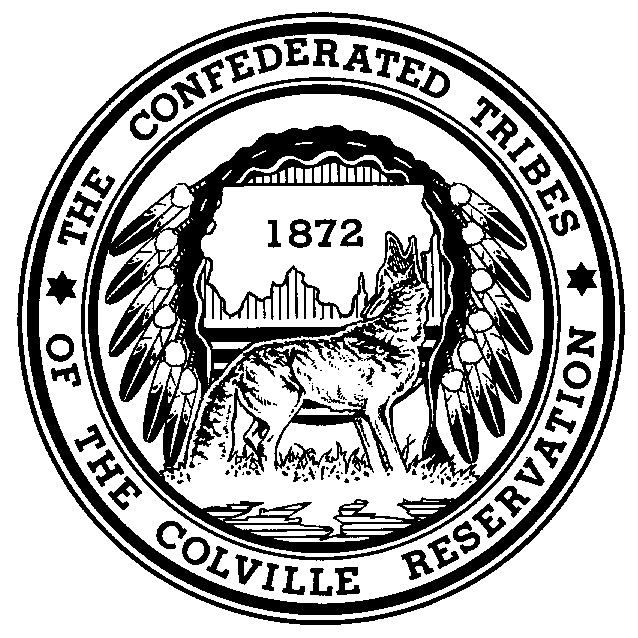 THE CONFEDERATED TRIBES
OF THE COLVILLE RESERVATION
1872